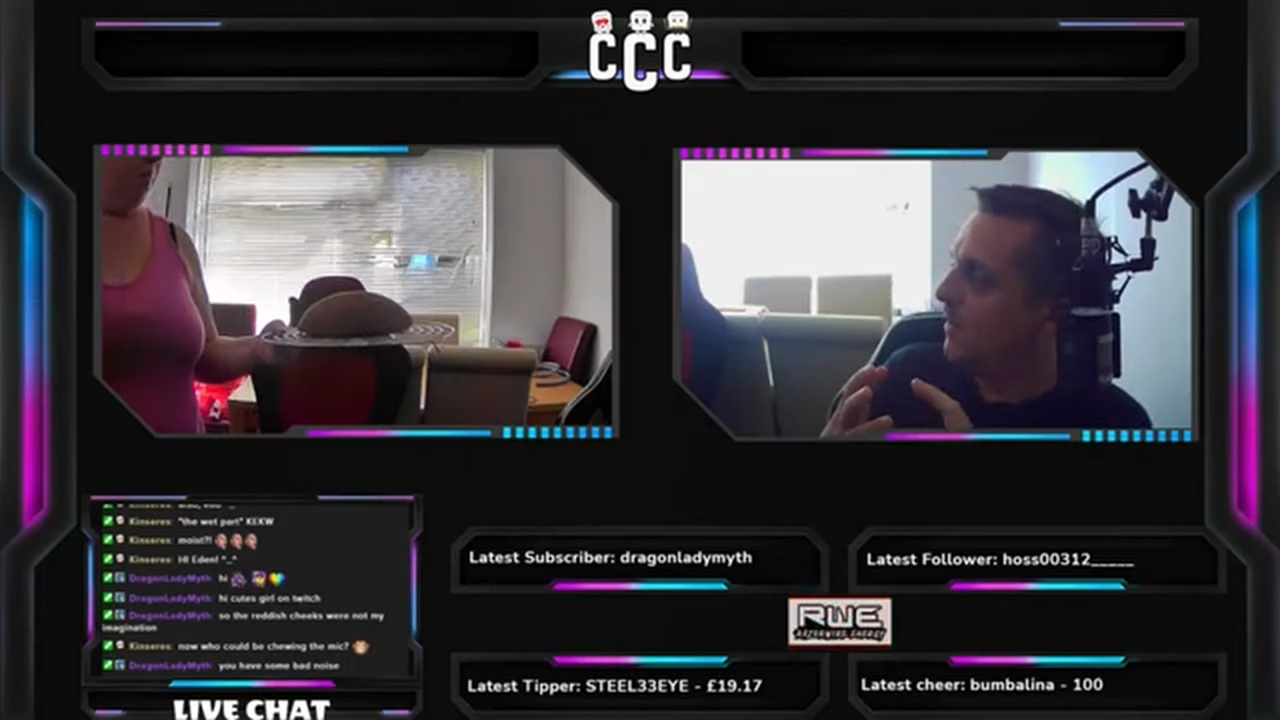 CCC
Kinseres:
Kinseres: "the wet part" KEKW
Kinseres: moist?!
Kinseres: Hi Eden! ^_^
DragonLadyMyth: hi
DragonLadyMyth: hi cutes girl on twitch
DragonLadyMyth: so the reddish cheeks were not my
imagination
Kinseres: now who could be chewing the mic?
DragonLadyMyth: you have some bad noise
LIVE CHAT
Latest Subscriber: dragonladymyth
Latest Follower: hoss00312_____
RWE
RAZORWIRE ENERGY
Latest Tipper: STEEL33EYE - £19.17
Latest cheer: bumbalina - 100